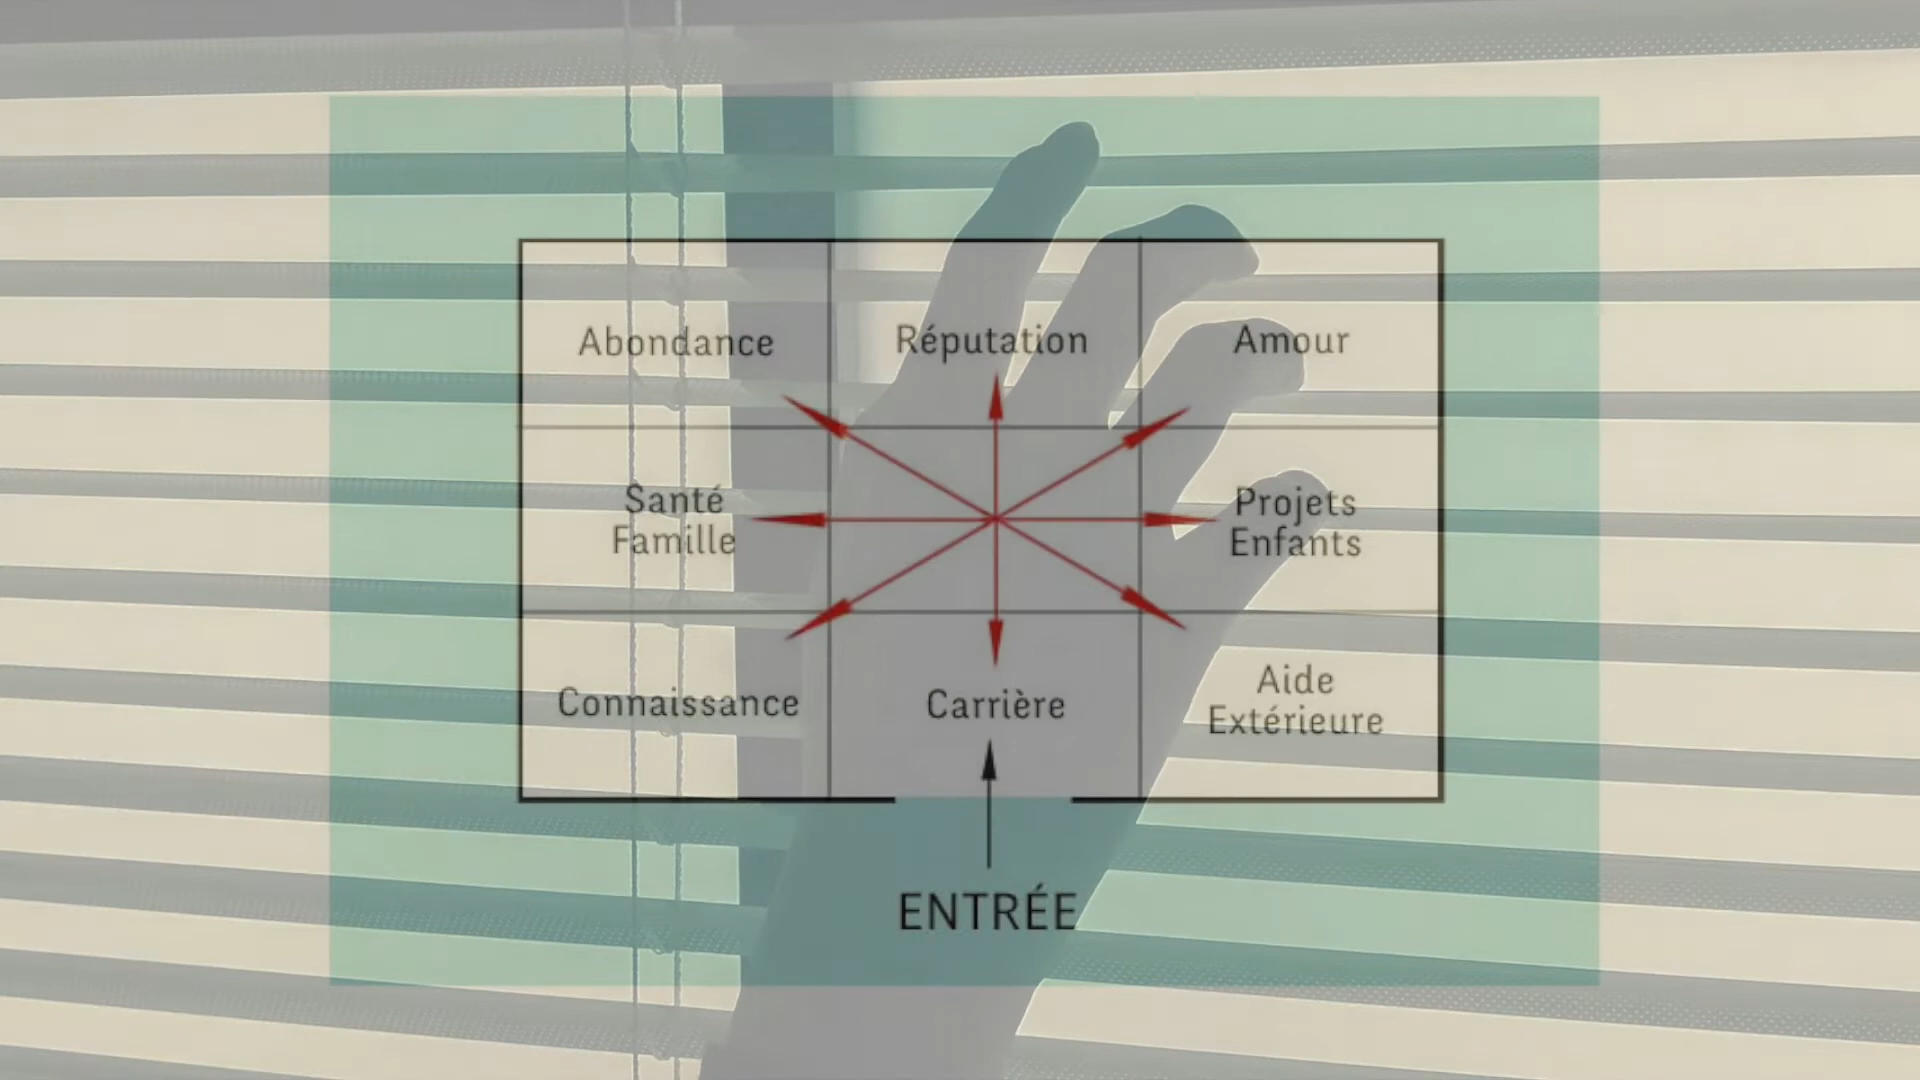 Abondance
Réputation
Amour
Santé
Famille
Projets
Enfants
Connaissance
Carrière
Aide
Extérieure
ENTRÉE